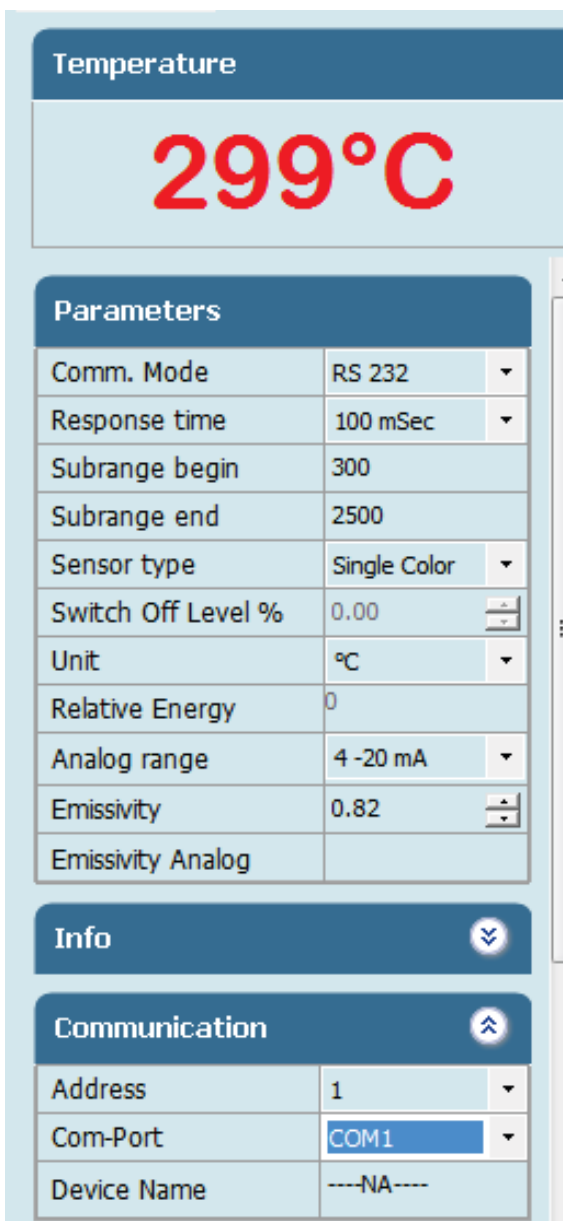 Temperature
299°C
Parameters
Comm. Mode RS 232
Response time 100 mSec
Subrange begin 300
Subrange end 2500
Sensor type Single Color
Switch Off Level % 0.00
Unit °C
Relative Energy 0
Analog range 4 -20 mA
Emissivity 0.82
Emissivity Analog
Info
Communication
Address 1
Com-Port COM1
Device Name ----NA----